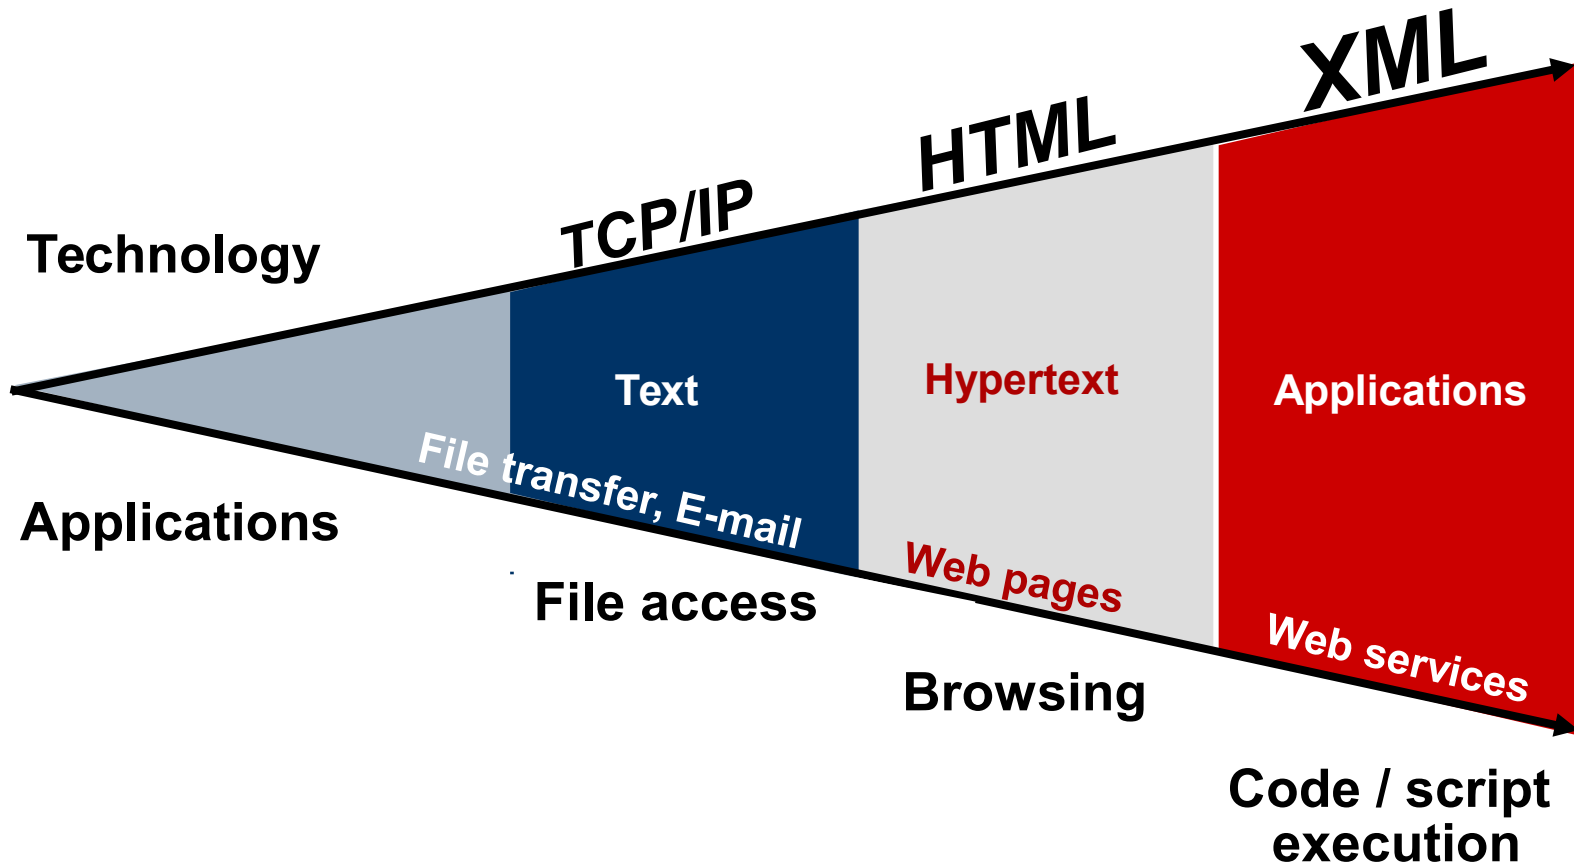 XML
HTML
TCP/IP
Technology
Text
Hypertext
Applications
File transfer, E-mail
Applications
Web pages
File access
Web services
Browsing
Code / script
execution